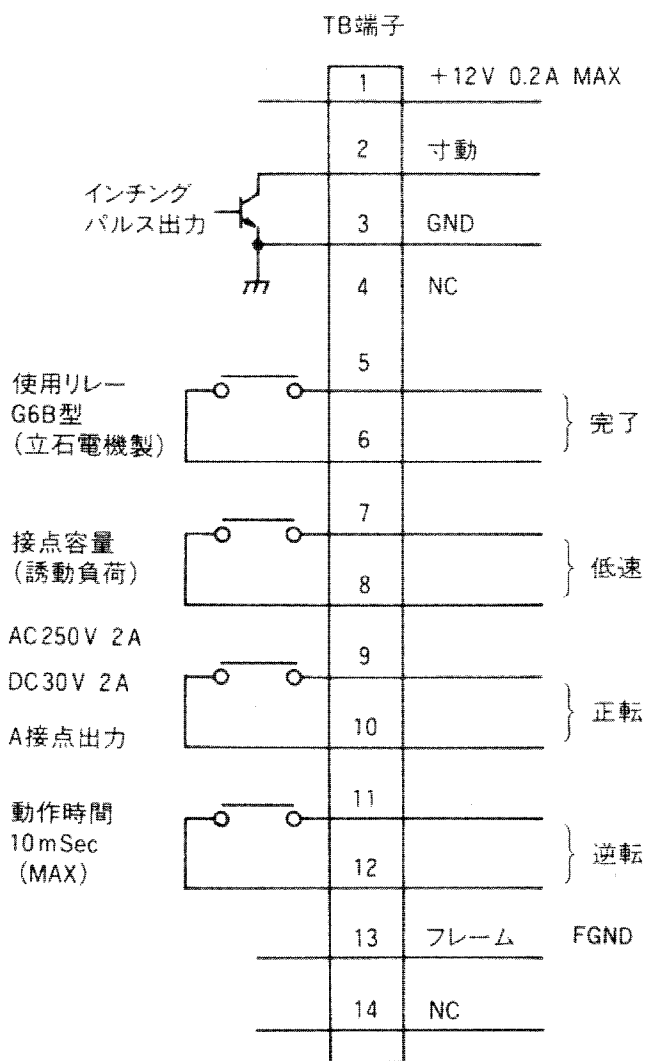 TB端子
1 +12V 0.2A MAX
2 寸動
インチング
パルス出力
3 GND
4 NC
5
使用リレー
G6B型
(立石電機製)
6
完了
7
接点容量
(誘動負荷)
8
低速
AC250V 2A
DC30V 2A
A接点出力
9
10
正転
11
動作時間
10mSec
(MAX)
12
逆転
13 フレーム FGND
14 NC